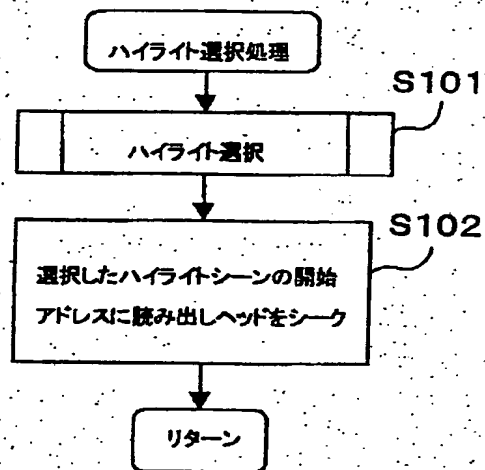 ハイライト選択処理
S101
ハイライト選択
S102
選択したハイライトシーンの開始
アドレスに読み出しヘッドをシーク
リターン